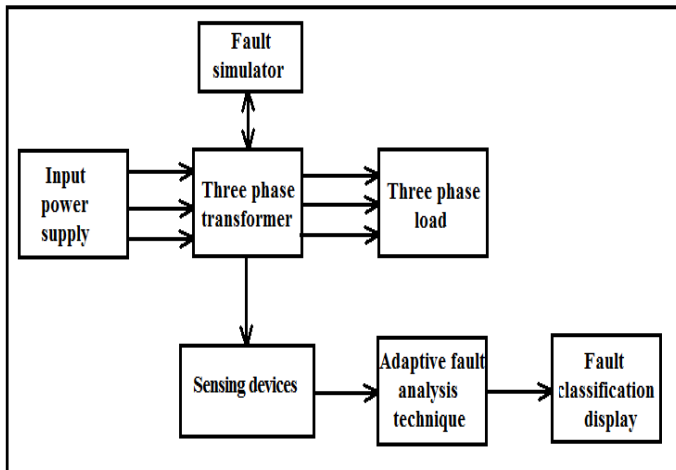 Fault
simulator
Input
power
supply
Three phase
transformer
Three phase
load
Sensing devices
Adaptive fault
analysis
technique
Fault
classification
display